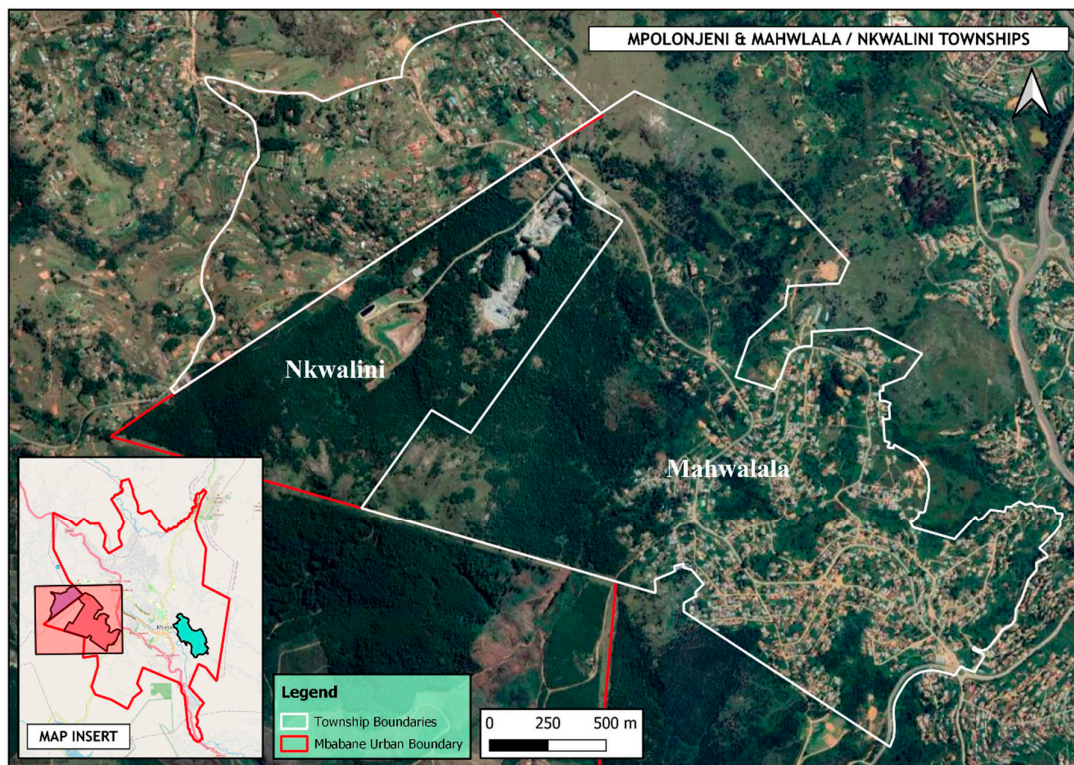 MPOLONJENI & MAHWLALA / NKWALINI TOWNSHIPS
Nkwalini
Mahwalala
MAP INSERT
Legend
Township Boundaries
Mbabane Urban Boundary
0 250 500 m